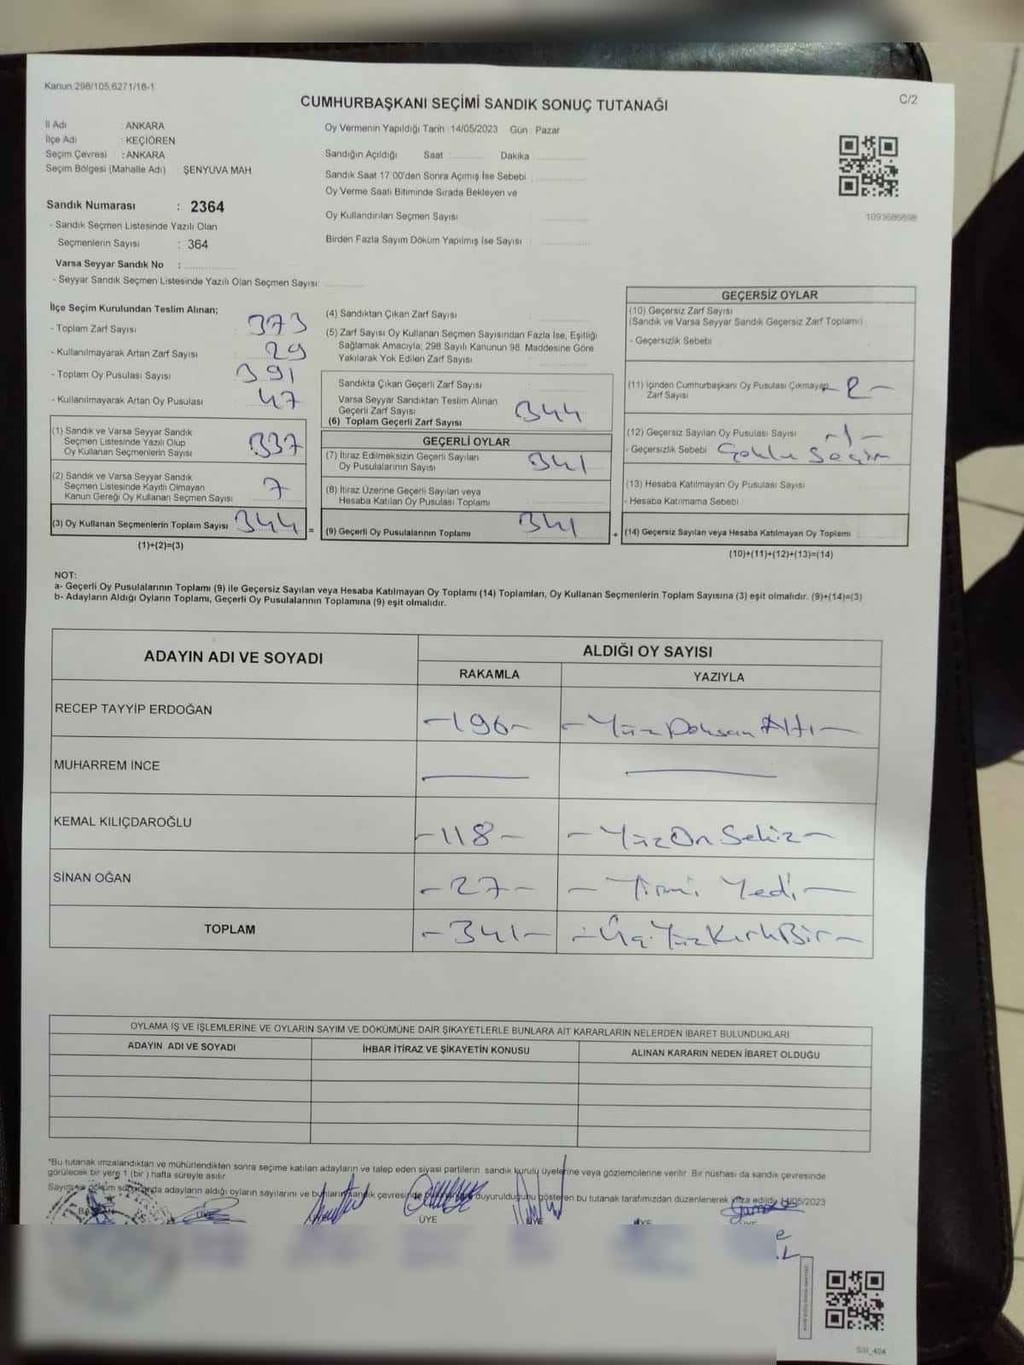 Kanun 298/105,6271/16-1
CUMHURBAŞKANI SEÇİMİ SANDIK SONUÇ TUTANAĞI
C/2
İl Adı : ANKARA
İlçe Adı : KEÇİÖREN
Seçim Çevresi : ANKARA
Seçim Bölgesi (Mahalle Adı) ŞENYUVA MAH
Oy Vermenin Yapıldığı Tarih 14/05/2023 Gün : Pazar
Sandığın Açıldığı Saat Dakika
Sandık Saat 17.00'den Sonra Açımış İse Sebebi
Oy Verme Saati Bitiminde Sırada Bekleyen ve
Oy Kullandırılan Seçmen Sayısı
Birden Fazla Sayım Döküm Yapılmış İse Sayısı
Sandık Numarası : 2364
- Sandık Seçmen Listesinde Yazılı Olan
Seçmenlerin Sayısı : 364
Varsa Seyyar Sandık No :
- Seyyar Sandık Seçmen Listesinde Yazılı Olan Seçmen Sayısı:
İlçe Seçim Kurulundan Teslim Alınan;
- Toplam Zarf Sayısı 373
- Kullanılmayarak Artan Zarf Sayısı 29
- Toplam Oy Pusulası Sayısı 391
- Kullanılmayarak Artan Oy Pusulası 47
(1) Sandık ve Varsa Seyyar Sandık
Seçmen Listesinde Yazılı Olup
Oy Kullanan Seçmenlerin Sayısı 337
(2) Sandık ve Varsa Seyyar Sandık
Seçmen Listesinde Kayıtlı Olmayan
Kanun Gereği Oy Kullanan Seçmen Sayısı 7
(3) Oy Kullanan Seçmenlerin Toplam Sayısı 344 =
(1)+(2)=(3)
(4) Sandıktan Çıkan Zarf Sayısı
(5) Zarf Sayısı Oy Kullanan Seçmen Sayısından Fazla İse, Eşitliği
Sağlamak Amacıyla; 298 Sayılı Kanunun 98. Maddesine Göre
Yakılarak Yok Edilen Zarf Sayısı
Sandıkta Çıkan Geçerli Zarf Sayısı
Varsa Seyyar Sandıktan Teslim Alınan
Geçerli Zarf Sayısı
(6) Toplam Geçerli Zarf Sayısı 344
GEÇERLİ OYLAR
(7) İtiraz Edilmeksizin Geçerli Sayılan
Oy Pusulalarının Sayısı 341
(8) İtiraz Üzerine Geçerli Sayılan veya
Hesaba Katılan Oy Pusulası Toplamı
(9) Geçerli Oy Pusulalarının Toplamı 341 +
GEÇERSİZ OYLAR
(10) Geçersiz Zarf Sayısı
(Sandık ve Varsa Seyyar Sandık Geçersiz Zarf Toplamı)
- Geçersizlik Sebebi
(11) İçinden Cumhurbaşkanı Oy Pusulası Çıkmayan
Zarf Sayısı - 2 -
(12) Geçersiz Sayılan Oy Pusulası Sayısı -1-
- Geçersizlik Sebebi Çoklu Seçim
(13) Hesaba Katılmayan Oy Pusulası Sayısı
- Hesaba Katılmama Sebebi
(14) Geçersiz Sayılan veya Hesaba Katılmayan Oy Toplamı
(10)+(11)+(12)+(13)=(14)
NOT:
a- Geçerli Oy Pusulalarının Toplamı (9) ile Geçersiz Sayılan veya Hesaba Katılmayan Oy Toplamı (14) Toplamları, Oy Kullanan Seçmenlerin Toplam Sayısına (3) eşit olmalıdır. (9)+(14)=(3)
b- Adayların Aldığı Oyların Toplamı, Geçerli Oy Pusulalarının Toplamına (9) eşit olmalıdır.
ADAYIN ADI VE SOYADI
ALDIĞI OY SAYISI
RAKAMLA YAZIYLA
RECEP TAYYİP ERDOĞAN -196- - Yüz Doksan Altı -
MUHARREM İNCE
KEMAL KILIÇDAROĞLU -118- - Yüz On Sekiz -
SİNAN OĞAN -27- - Yirmi Yedi -
TOPLAM -341- - Üç Yüz Kırk Bir -
OYLAMA İŞ VE İŞLEMLERİNE VE OYLARIN SAYIM VE DÖKÜMÜNE DAİR ŞİKAYETLERLE BUNLARA AİT KARARLARIN NELERDEN İBARET BULUNDUKLARI
ADAYIN ADI VE SOYADI İHBAR İTİRAZ VE ŞİKAYETİN KONUSU ALINAN KARARIN NEDEN İBARET OLDUĞU
*Bu tutanak imzalandıktan ve mühürlendikten sonra seçime katılan adayların ve talep eden siyasi partilerin sandık kurulu üyelerine veya gözlemcilerine verilir. Bir nüshası da sandık çevresinde
görülecek bir yere 1 (bir) hafta süreyle asılır.
adayların aldığı oyların sayılarını ve gösteren bu tutanak tarafımızdan düzenlenerek
ÜYE